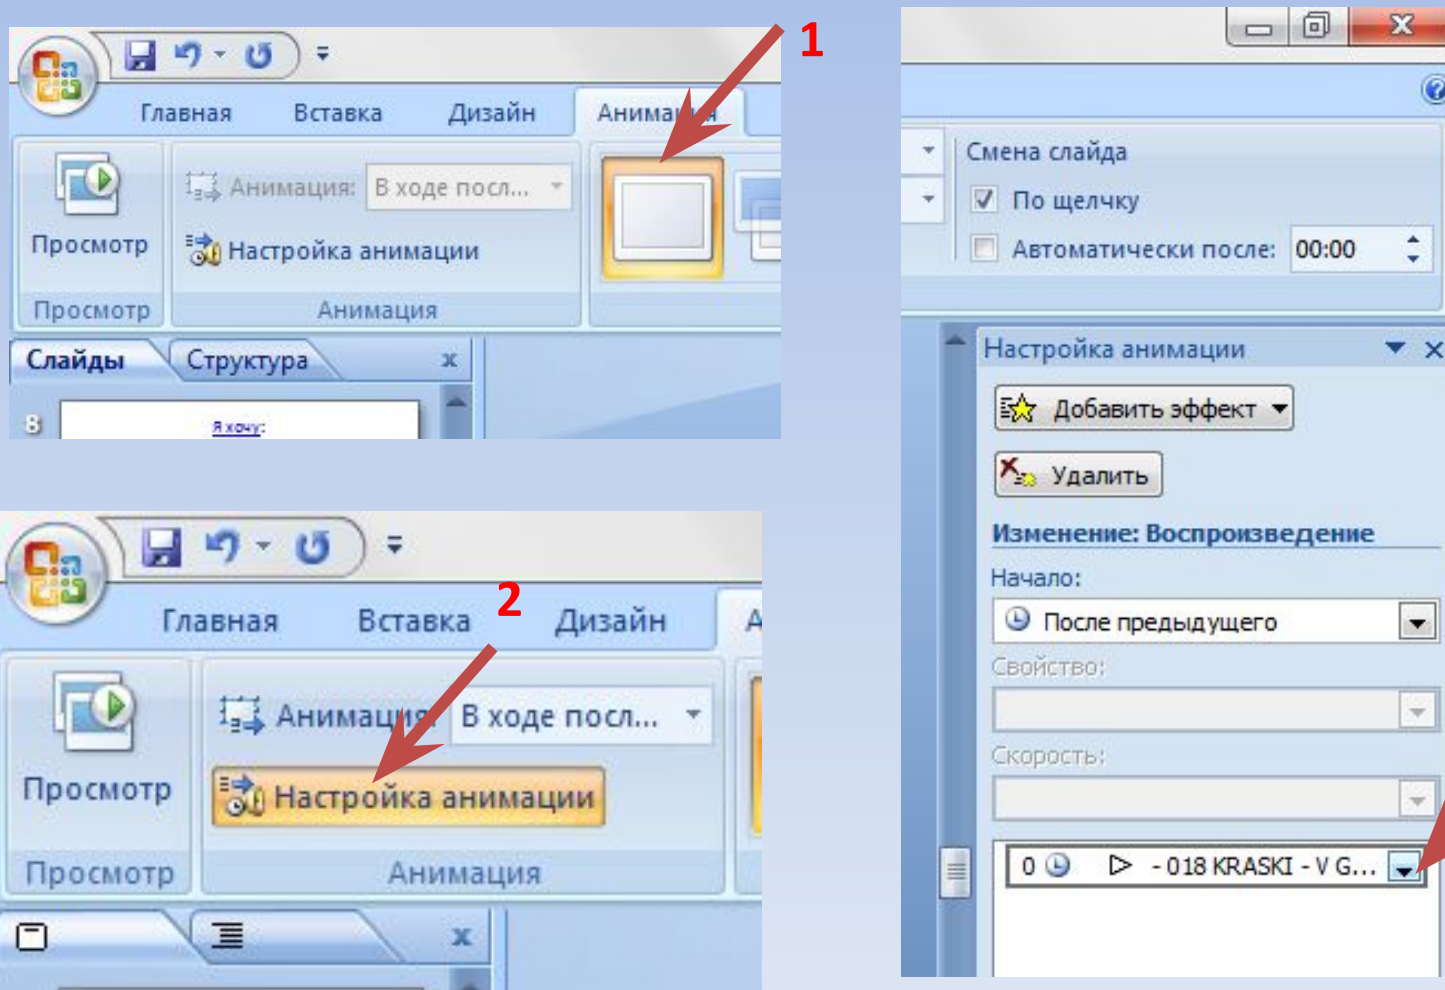 1
Главная Вставка Дизайн Анимация
Анимация: В ходе посл...
Просмотр Настройка анимации
Просмотр Анимация
Слайды Структура x
8 Я хочу:
2
Главная Вставка Дизайн А
Анимация: В ходе посл...
Просмотр Настройка анимации
Просмотр Анимация
x
Смена слайда
По щелчку
Автоматически после: 00:00
Настройка анимации
Добавить эффект
Удалить
Изменение: Воспроизведение
Начало:
После предыдущего
Свойство:
Скорость:
0 - 018 KRASKI - V G...